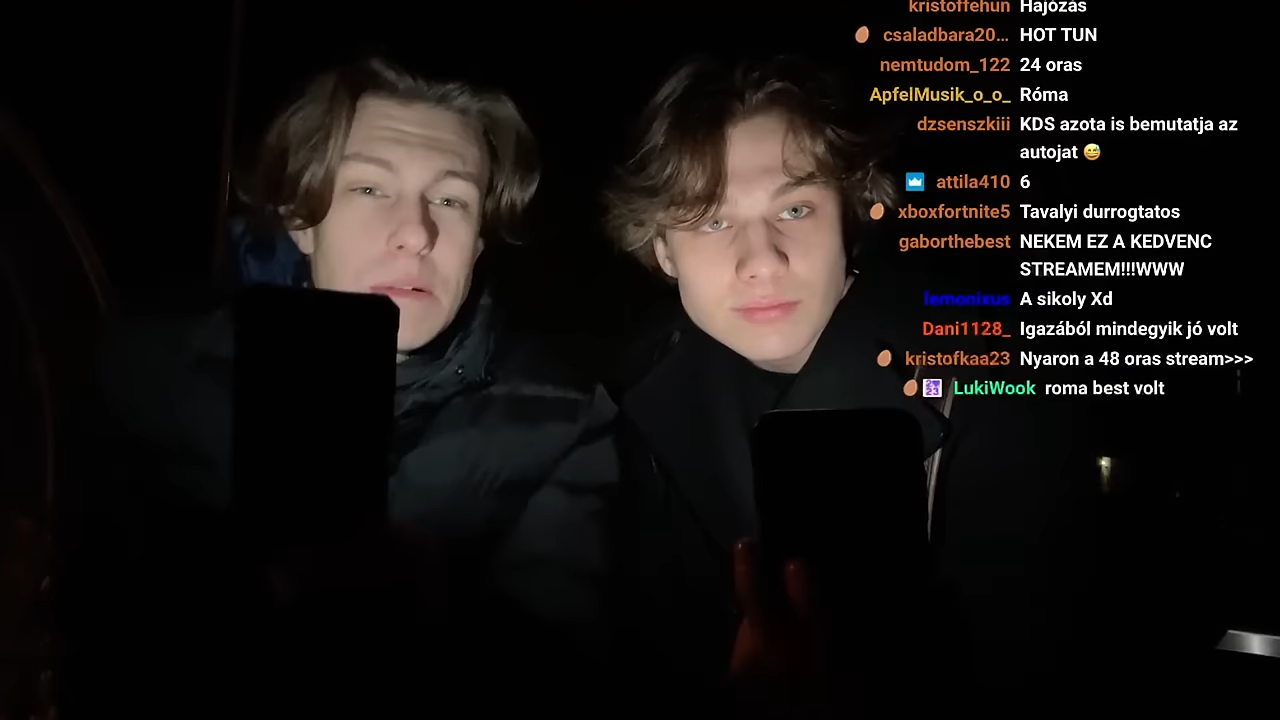 kristoffehun Hajózás
csaladbara20... HOT TUN
nemtudom_122 24 oras
ApfelMusik_o_o_ Róma
dzsenszkiii KDS azota is bemutatja az
autojat 😅
attila410 6
xboxfortnite5 Tavalyi durrogtatos
gaborthebest NEKEM EZ A KEDVENC
STREAMEM!!!WWW
lemonixus A sikoly Xd
Dani1128_ Igazából mindegyik jó volt
kristofkaa23 Nyaron a 48 oras stream>>>
LukiWook roma best volt